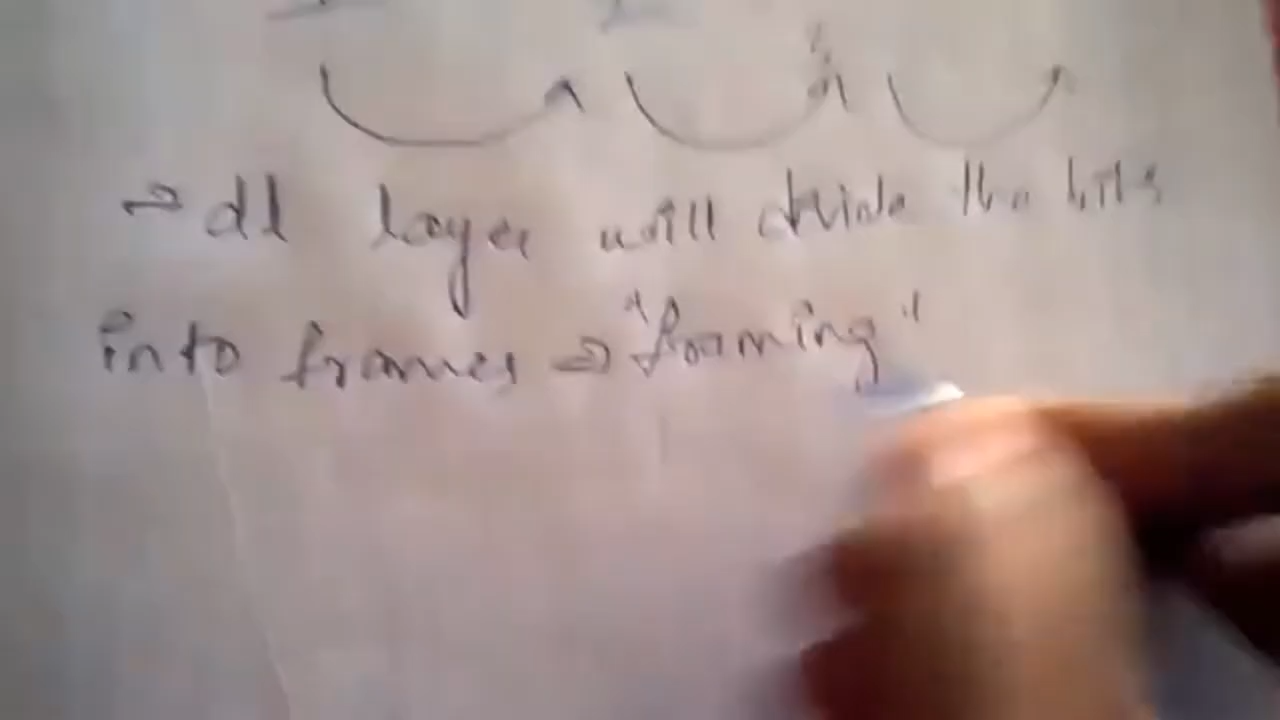 → dl layer will divide the bits
into frames → "framing"